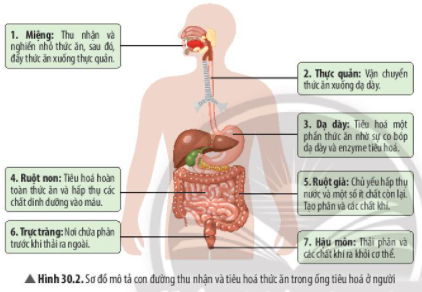 1. Miệng: Thu nhận và
nghiền nhỏ thức ăn, sau đó,
đẩy thức ăn xuống thực quản.
2. Thực quản: Vận chuyển
thức ăn xuống dạ dày.
3. Dạ dày: Tiêu hoá một
phần thức ăn nhờ sự co bóp
dạ dày và enzyme tiêu hoá.
4. Ruột non: Tiêu hoá hoàn
toàn thức ăn và hấp thụ các
chất dinh dưỡng vào máu.
5. Ruột già: Chủ yếu hấp thụ
nước và một số ít chất còn lại.
Tạo phân và các chất khí.
6. Trực tràng: Nơi chứa phân
trước khi thải ra ngoài.
7. Hậu môn: Thải phân và
các chất khí ra khỏi cơ thể.
▲ Hình 30.2. Sơ đồ mô tả con đường thu nhận và tiêu hoá thức ăn trong ống tiêu hoá ở người